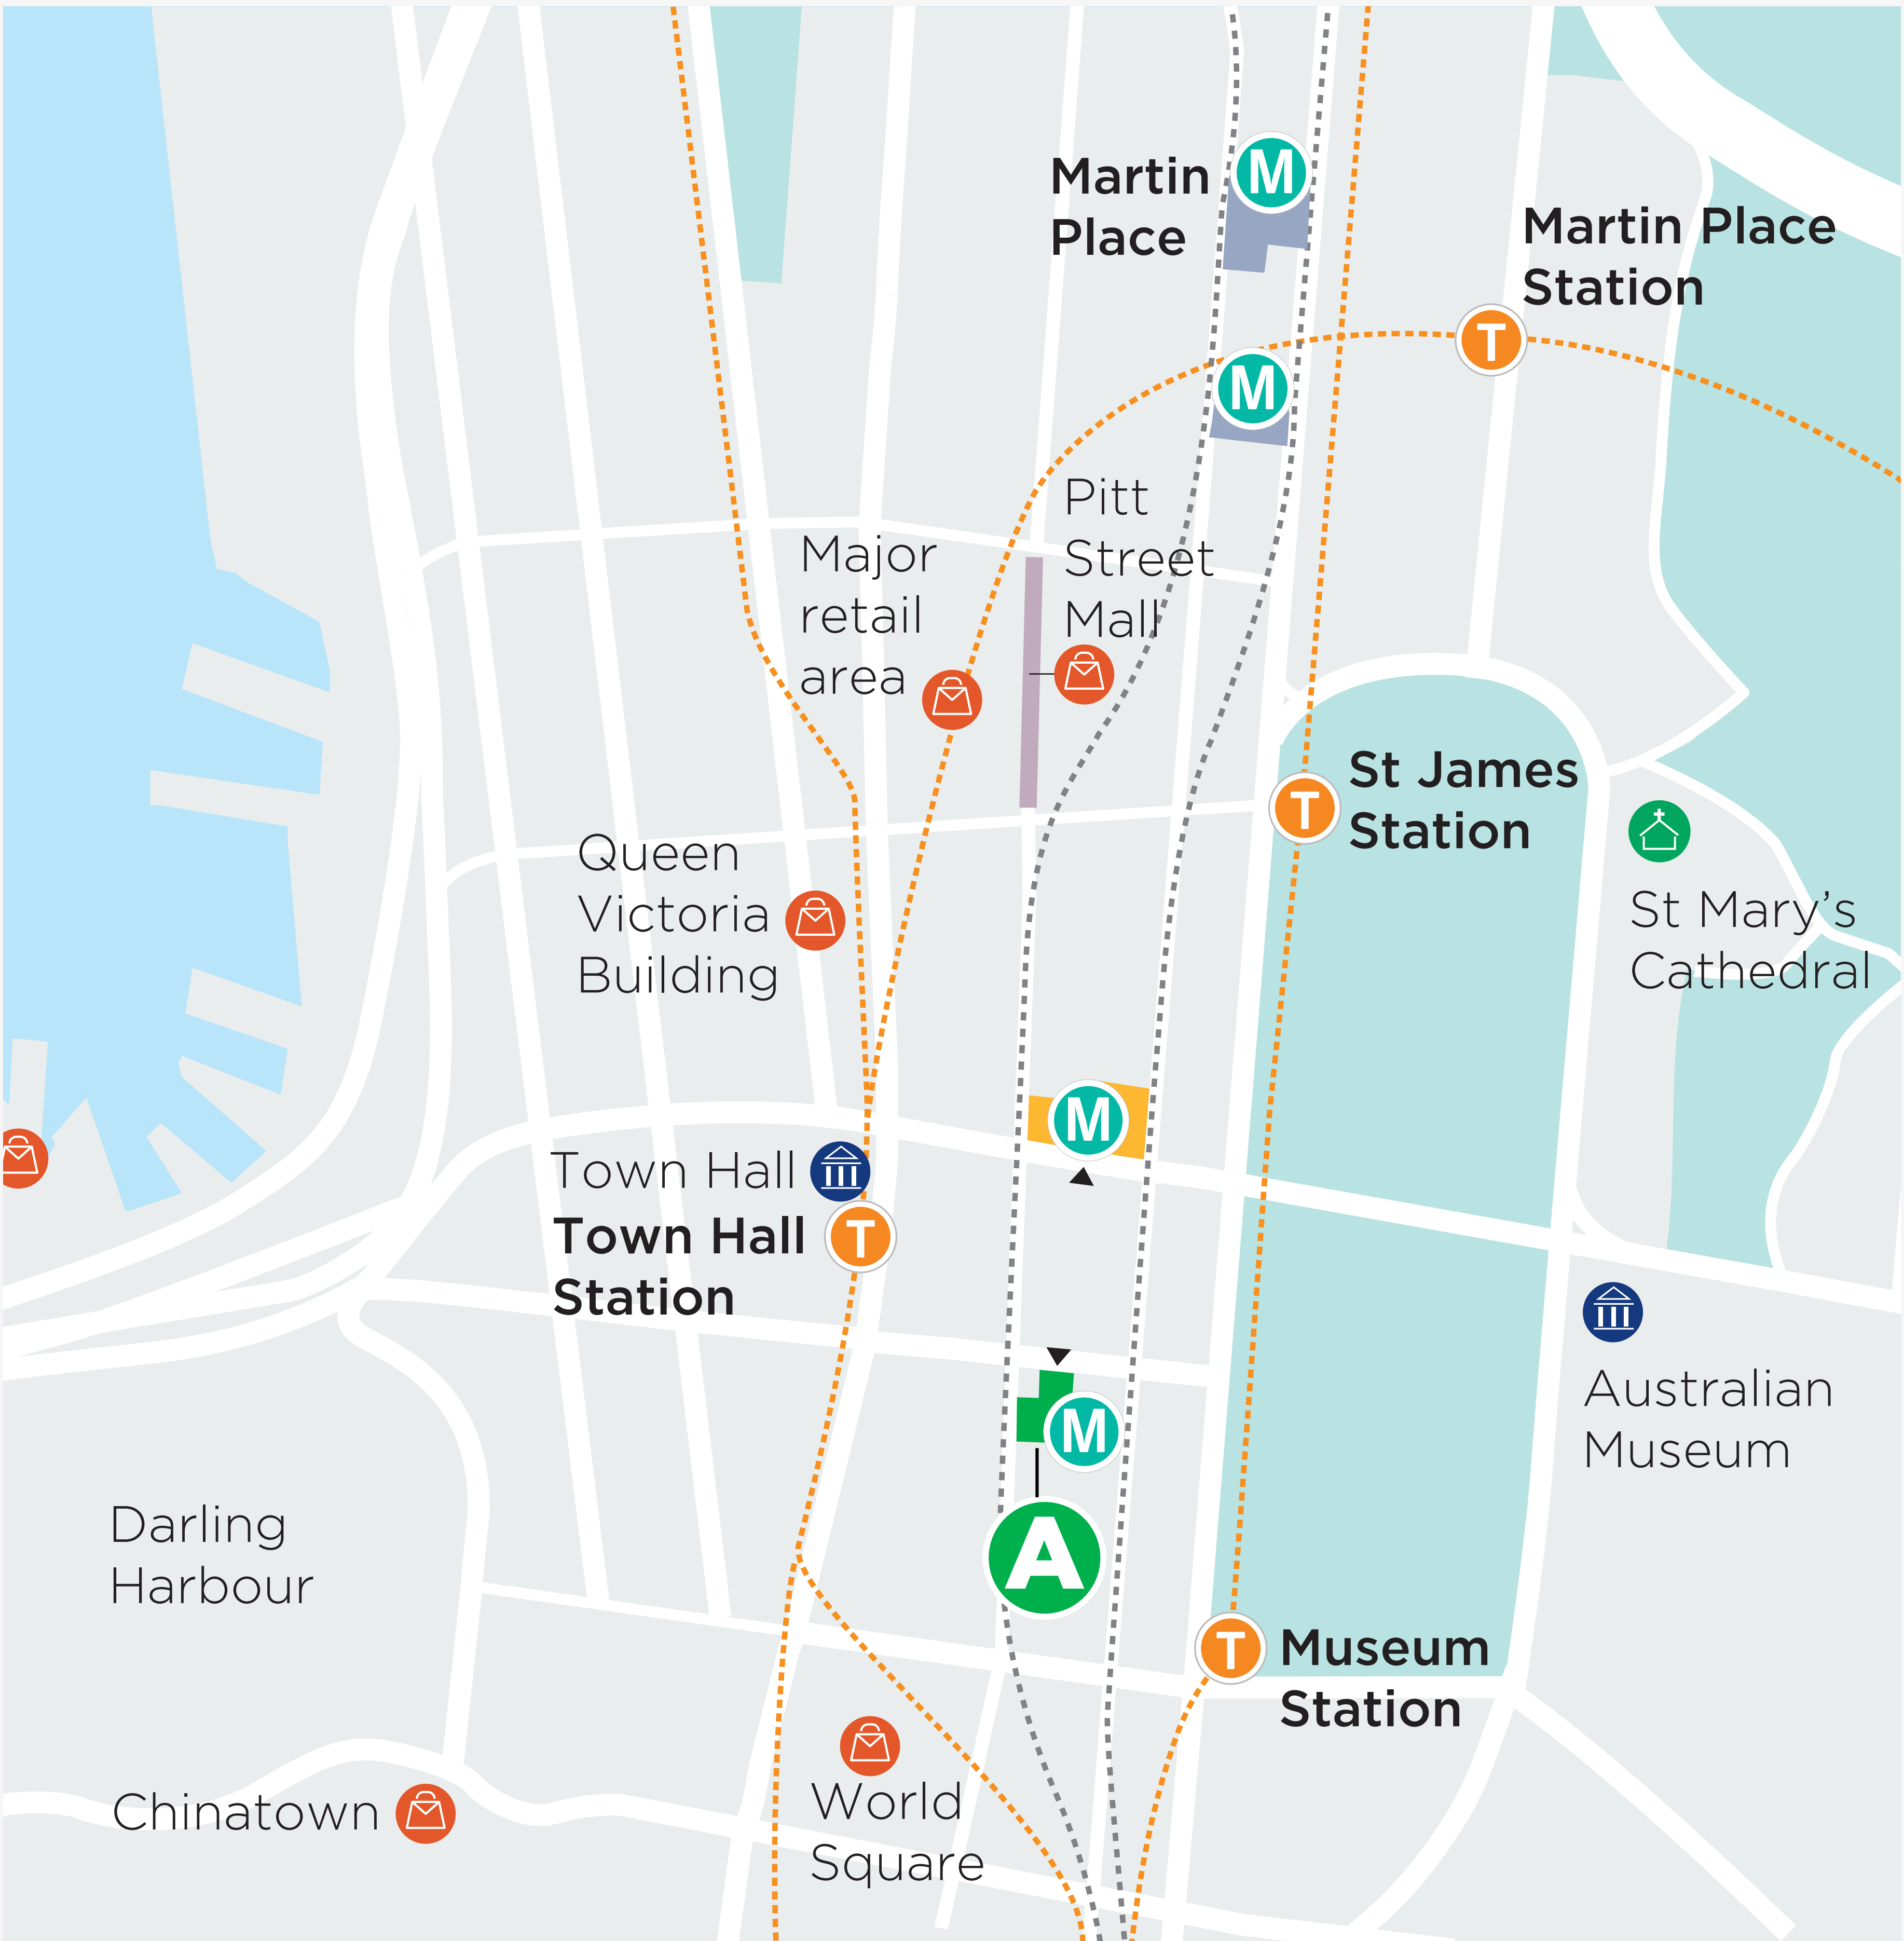 Martin
Place
M
Martin Place
Station
T
M
Pitt
Street
Mall
Major
retail
area
St James
Station
T
Queen
Victoria
Building
St Mary’s
Cathedral
M
Town Hall
Town Hall
Station
T
Australian
Museum
M
A
Darling
Harbour
T
Museum
Station
World
Square
Chinatown